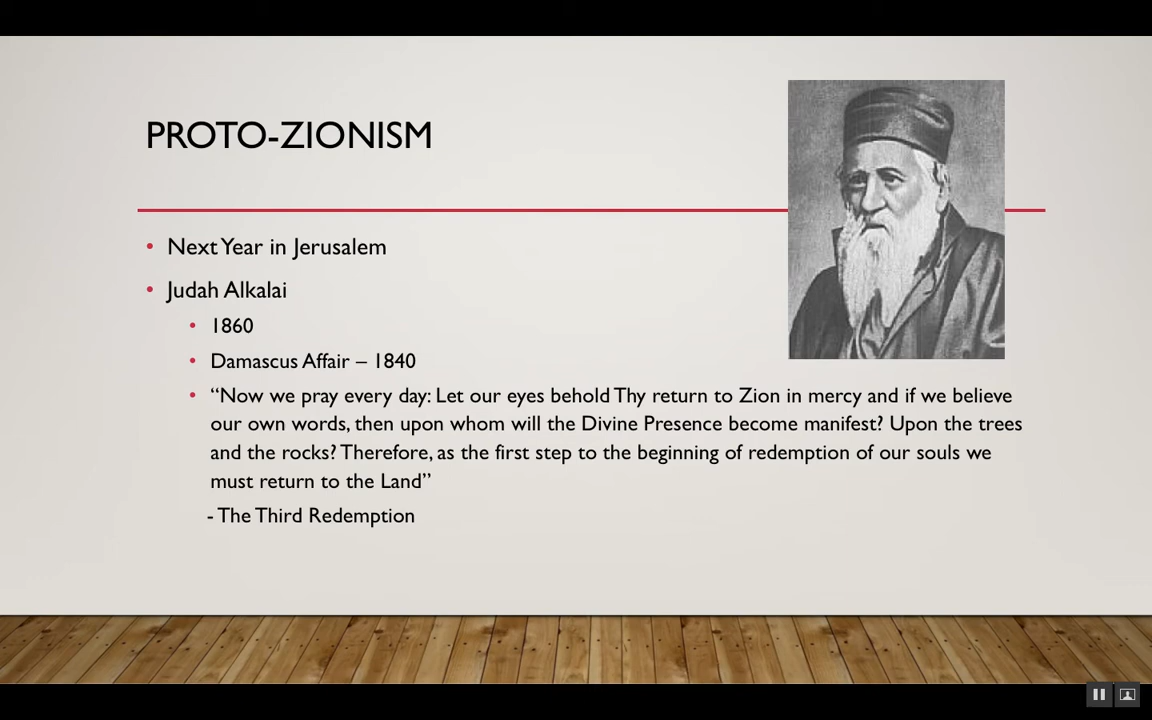 PROTO-ZIONISM
• Next Year in Jerusalem
• Judah Alkalai
• 1860
• Damascus Affair – 1840
• “Now we pray every day: Let our eyes behold Thy return to Zion in mercy and if we believe
our own words, then upon whom will the Divine Presence become manifest? Upon the trees
and the rocks? Therefore, as the first step to the beginning of redemption of our souls we
must return to the Land”
- The Third Redemption